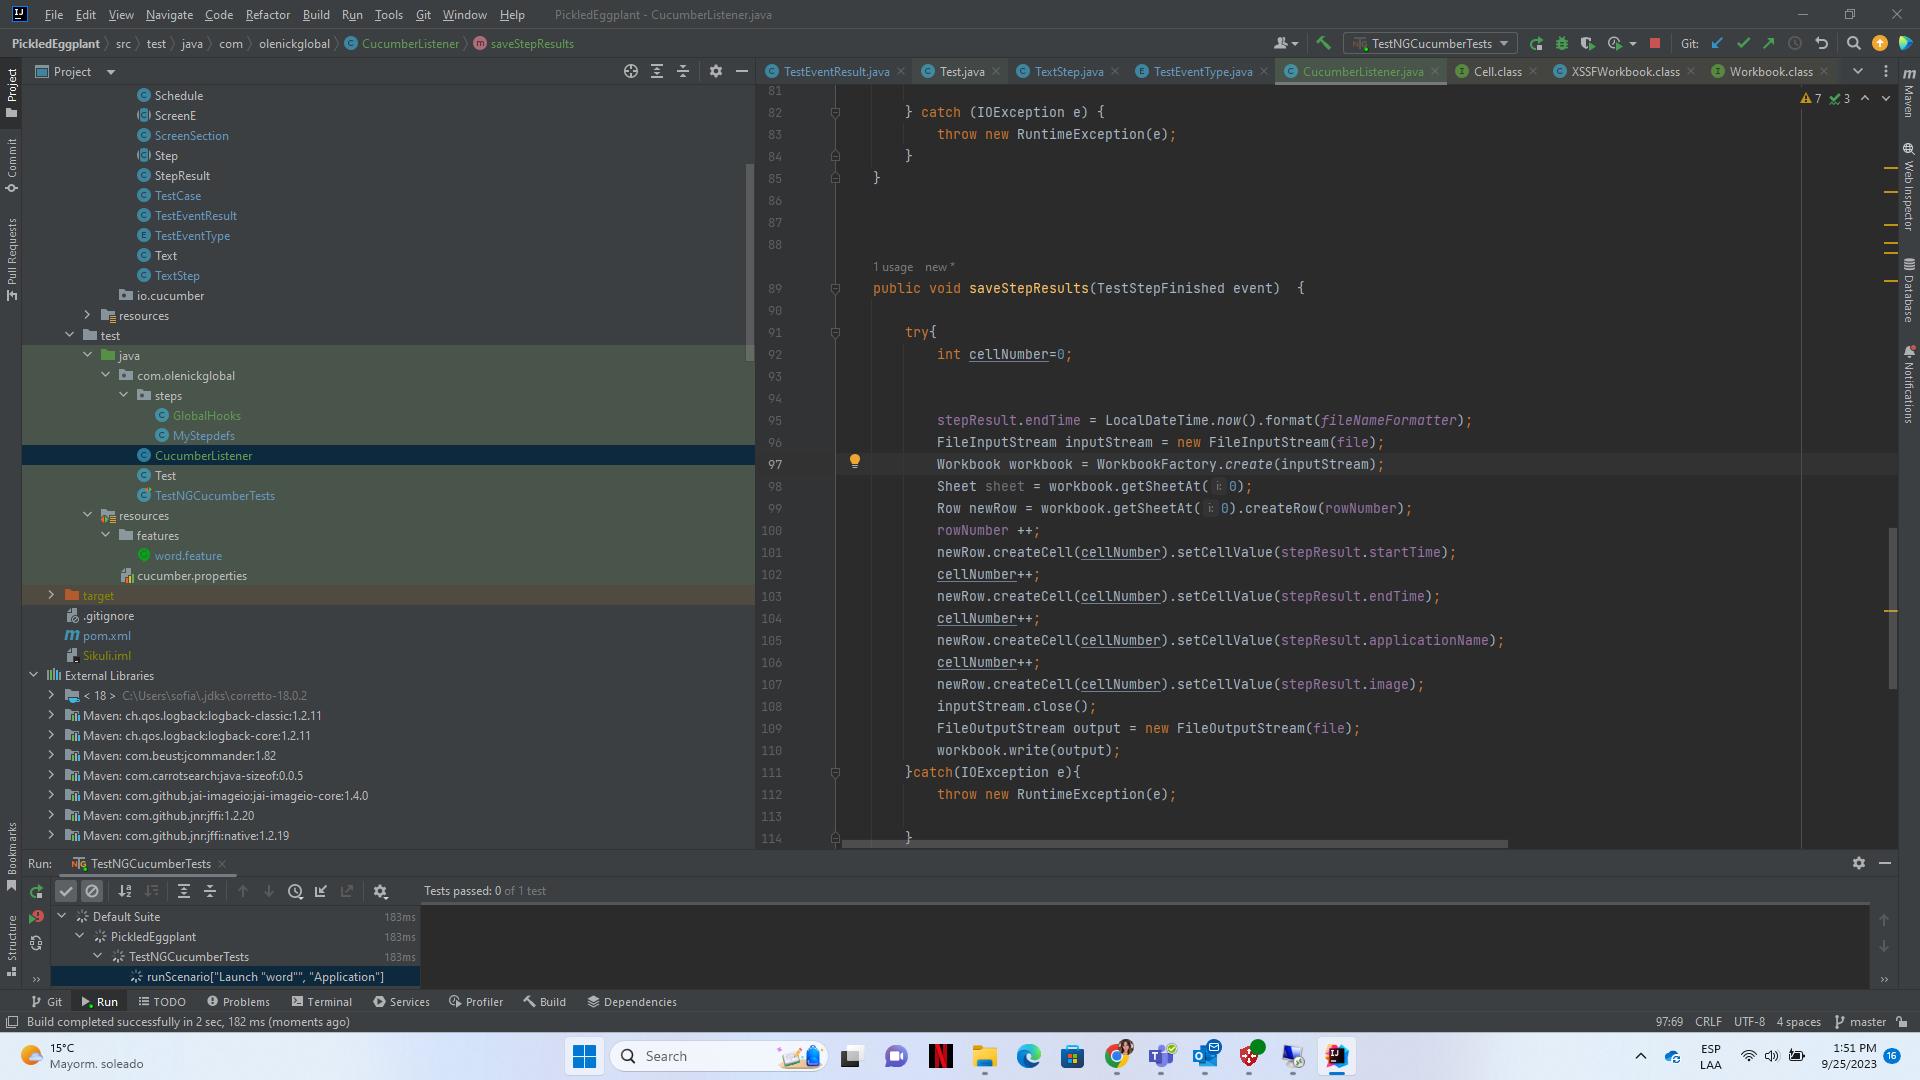 File Edit View Navigate Code Refactor Build Run Tools Git Window Help PickledEggplant - CucumberListener.java
PickledEggplant src test java com olenickglobal CucumberListener saveStepResults TestNGCucumberTests Git:
Project
TestEventResult.java Test.java TextStep.java TestEventType.java CucumberListener.java Cell.class XSSFWorkbook.class Workbook.class
Project
Commit
Pull Requests
Bookmarks
Structure
Schedule
ScreenE
ScreenSection
Step
StepResult
TestCase
TestEventResult
TestEventType
Text
TextStep
io.cucumber
resources
test
java
com.olenickglobal
steps
GlobalHooks
MyStepdefs
CucumberListener
Test
TestNGCucumberTests
resources
features
word.feature
cucumber.properties
target
.gitignore
pom.xml
Sikuli.iml
External Libraries
< 18 > C:\Users\sofia\.jdks\corretto-18.0.2
Maven: ch.qos.logback:logback-classic:1.2.11
Maven: ch.qos.logback:logback-core:1.2.11
Maven: com.beust:jcommander:1.82
Maven: com.carrotsearch:java-sizeof:0.0.5
Maven: com.github.jai-imageio:jai-imageio-core:1.4.0
Maven: com.github.jnr:jffi:1.2.20
Maven: com.github.jnr:jffi:native:1.2.19
7 3
81
82 } catch (IOException e) {
83 throw new RuntimeException(e);
84 }
85 }
86
87
88
1 usage new *
89 public void saveStepResults(TestStepFinished event) {
90
91 try{
92 int cellNumber=0;
93
94
95 stepResult.endTime = LocalDateTime.now().format(fileNameFormatter);
96 FileInputStream inputStream = new FileInputStream(file);
97 Workbook workbook = WorkbookFactory.create(inputStream);
98 Sheet sheet = workbook.getSheetAt( i: 0);
99 Row newRow = workbook.getSheetAt( i: 0).createRow(rowNumber);
100 rowNumber ++;
101 newRow.createCell(cellNumber).setCellValue(stepResult.startTime);
102 cellNumber++;
103 newRow.createCell(cellNumber).setCellValue(stepResult.endTime);
104 cellNumber++;
105 newRow.createCell(cellNumber).setCellValue(stepResult.applicationName);
106 cellNumber++;
107 newRow.createCell(cellNumber).setCellValue(stepResult.image);
108 inputStream.close();
109 FileOutputStream output = new FileOutputStream(file);
110 workbook.write(output);
111 }catch(IOException e){
112 throw new RuntimeException(e);
113
114 }
Maven
Web Inspector
Database
Notifications
Run: TestNGCucumberTests
Tests passed: 0 of 1 test
Default Suite 183ms
PickledEggplant 183ms
TestNGCucumberTests 183ms
runScenario["Launch "word"", "Application"]
Git Run TODO Problems Terminal Services Profiler Build Dependencies
Build completed successfully in 2 sec, 182 ms (moments ago) 97:69 CRLF UTF-8 4 spaces master
15°C
Mayorm. soleado
Search
ESP
LAA
1:51 PM
9/25/2023
16